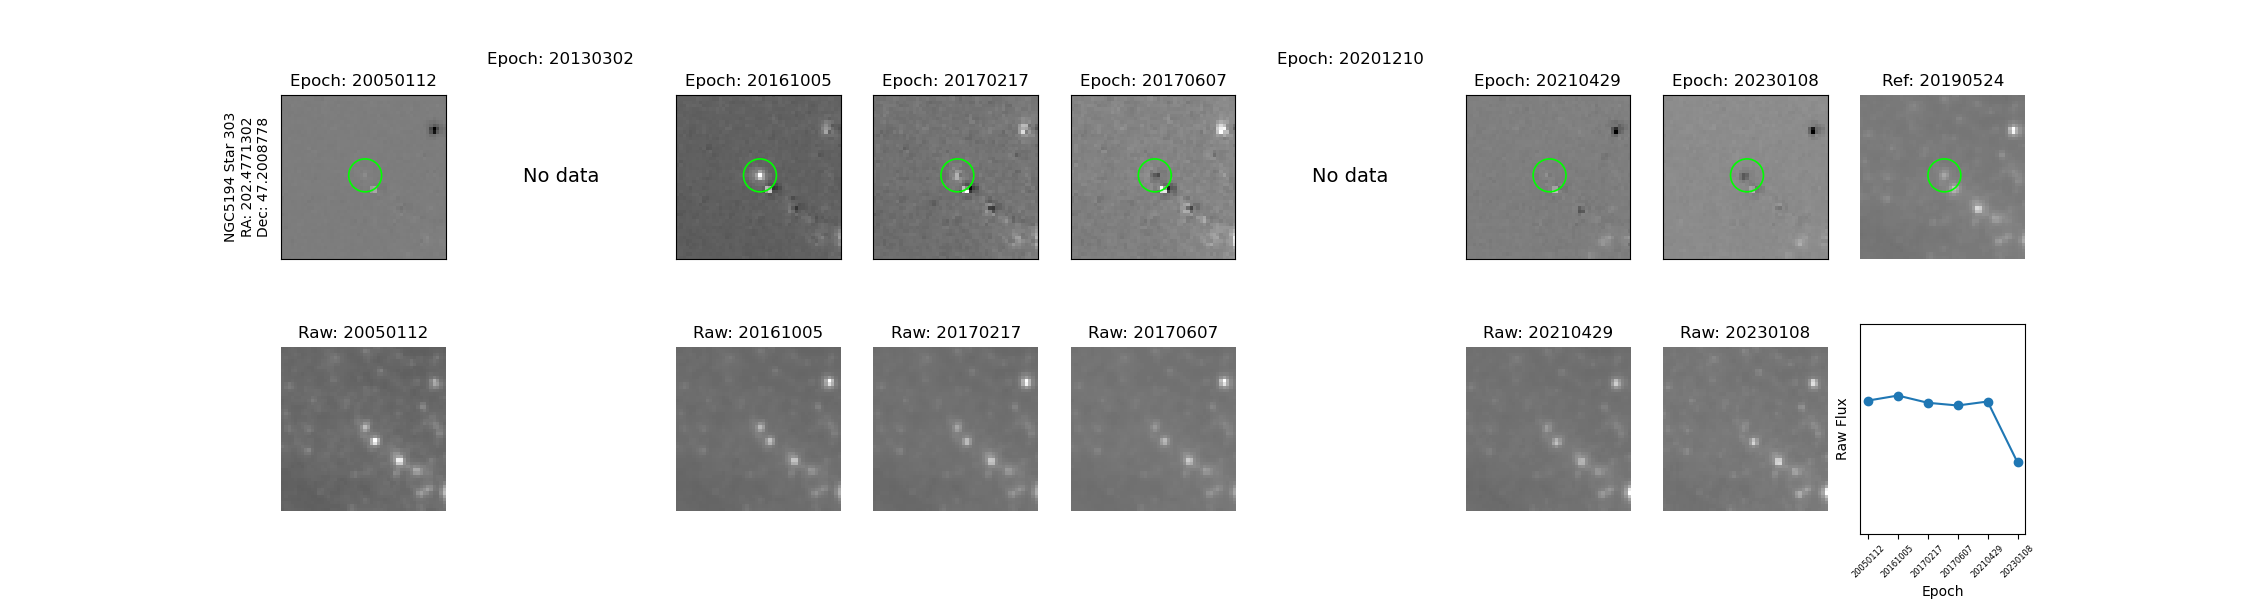 Epoch: 20130302
Epoch: 20201210
Epoch: 20050112
Epoch: 20161005
Epoch: 20170217
Epoch: 20170607
Epoch: 20210429
Epoch: 20230108
Ref: 20190524
NGC5194 Star 303
RA: 202.4771302
Dec: 47.2008778
No data
No data
Raw: 20050112
Raw: 20161005
Raw: 20170217
Raw: 20170607
Raw: 20210429
Raw: 20230108
Raw Flux
20050112
20161005
20170217
20170607
20210429
20230108
Epoch